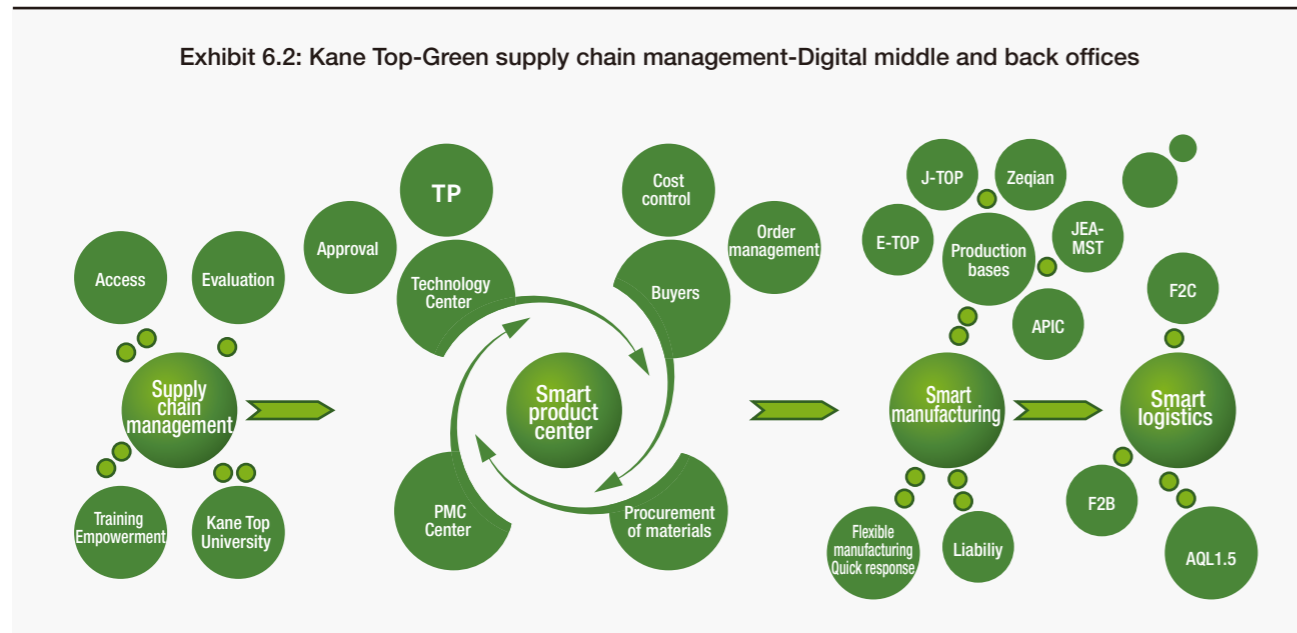 Exhibit 6.2: Kane Top-Green supply chain management-Digital middle and back offices
Access
Evaluation
Supply
chain
management
Training
Empowerment
Kane Top
University
Approval
TP
Technology
Center
Cost
control
Order
management
Buyers
Smart
product
center
PMC
Center
Procurement
of materials
J-TOP
Zeqian
E-TOP
Production
bases
JEA-
MST
APIC
Smart
manufacturing
Flexible
manufacturing
Quick response
Liabiliy
F2C
Smart
logistics
F2B
AQL1.5